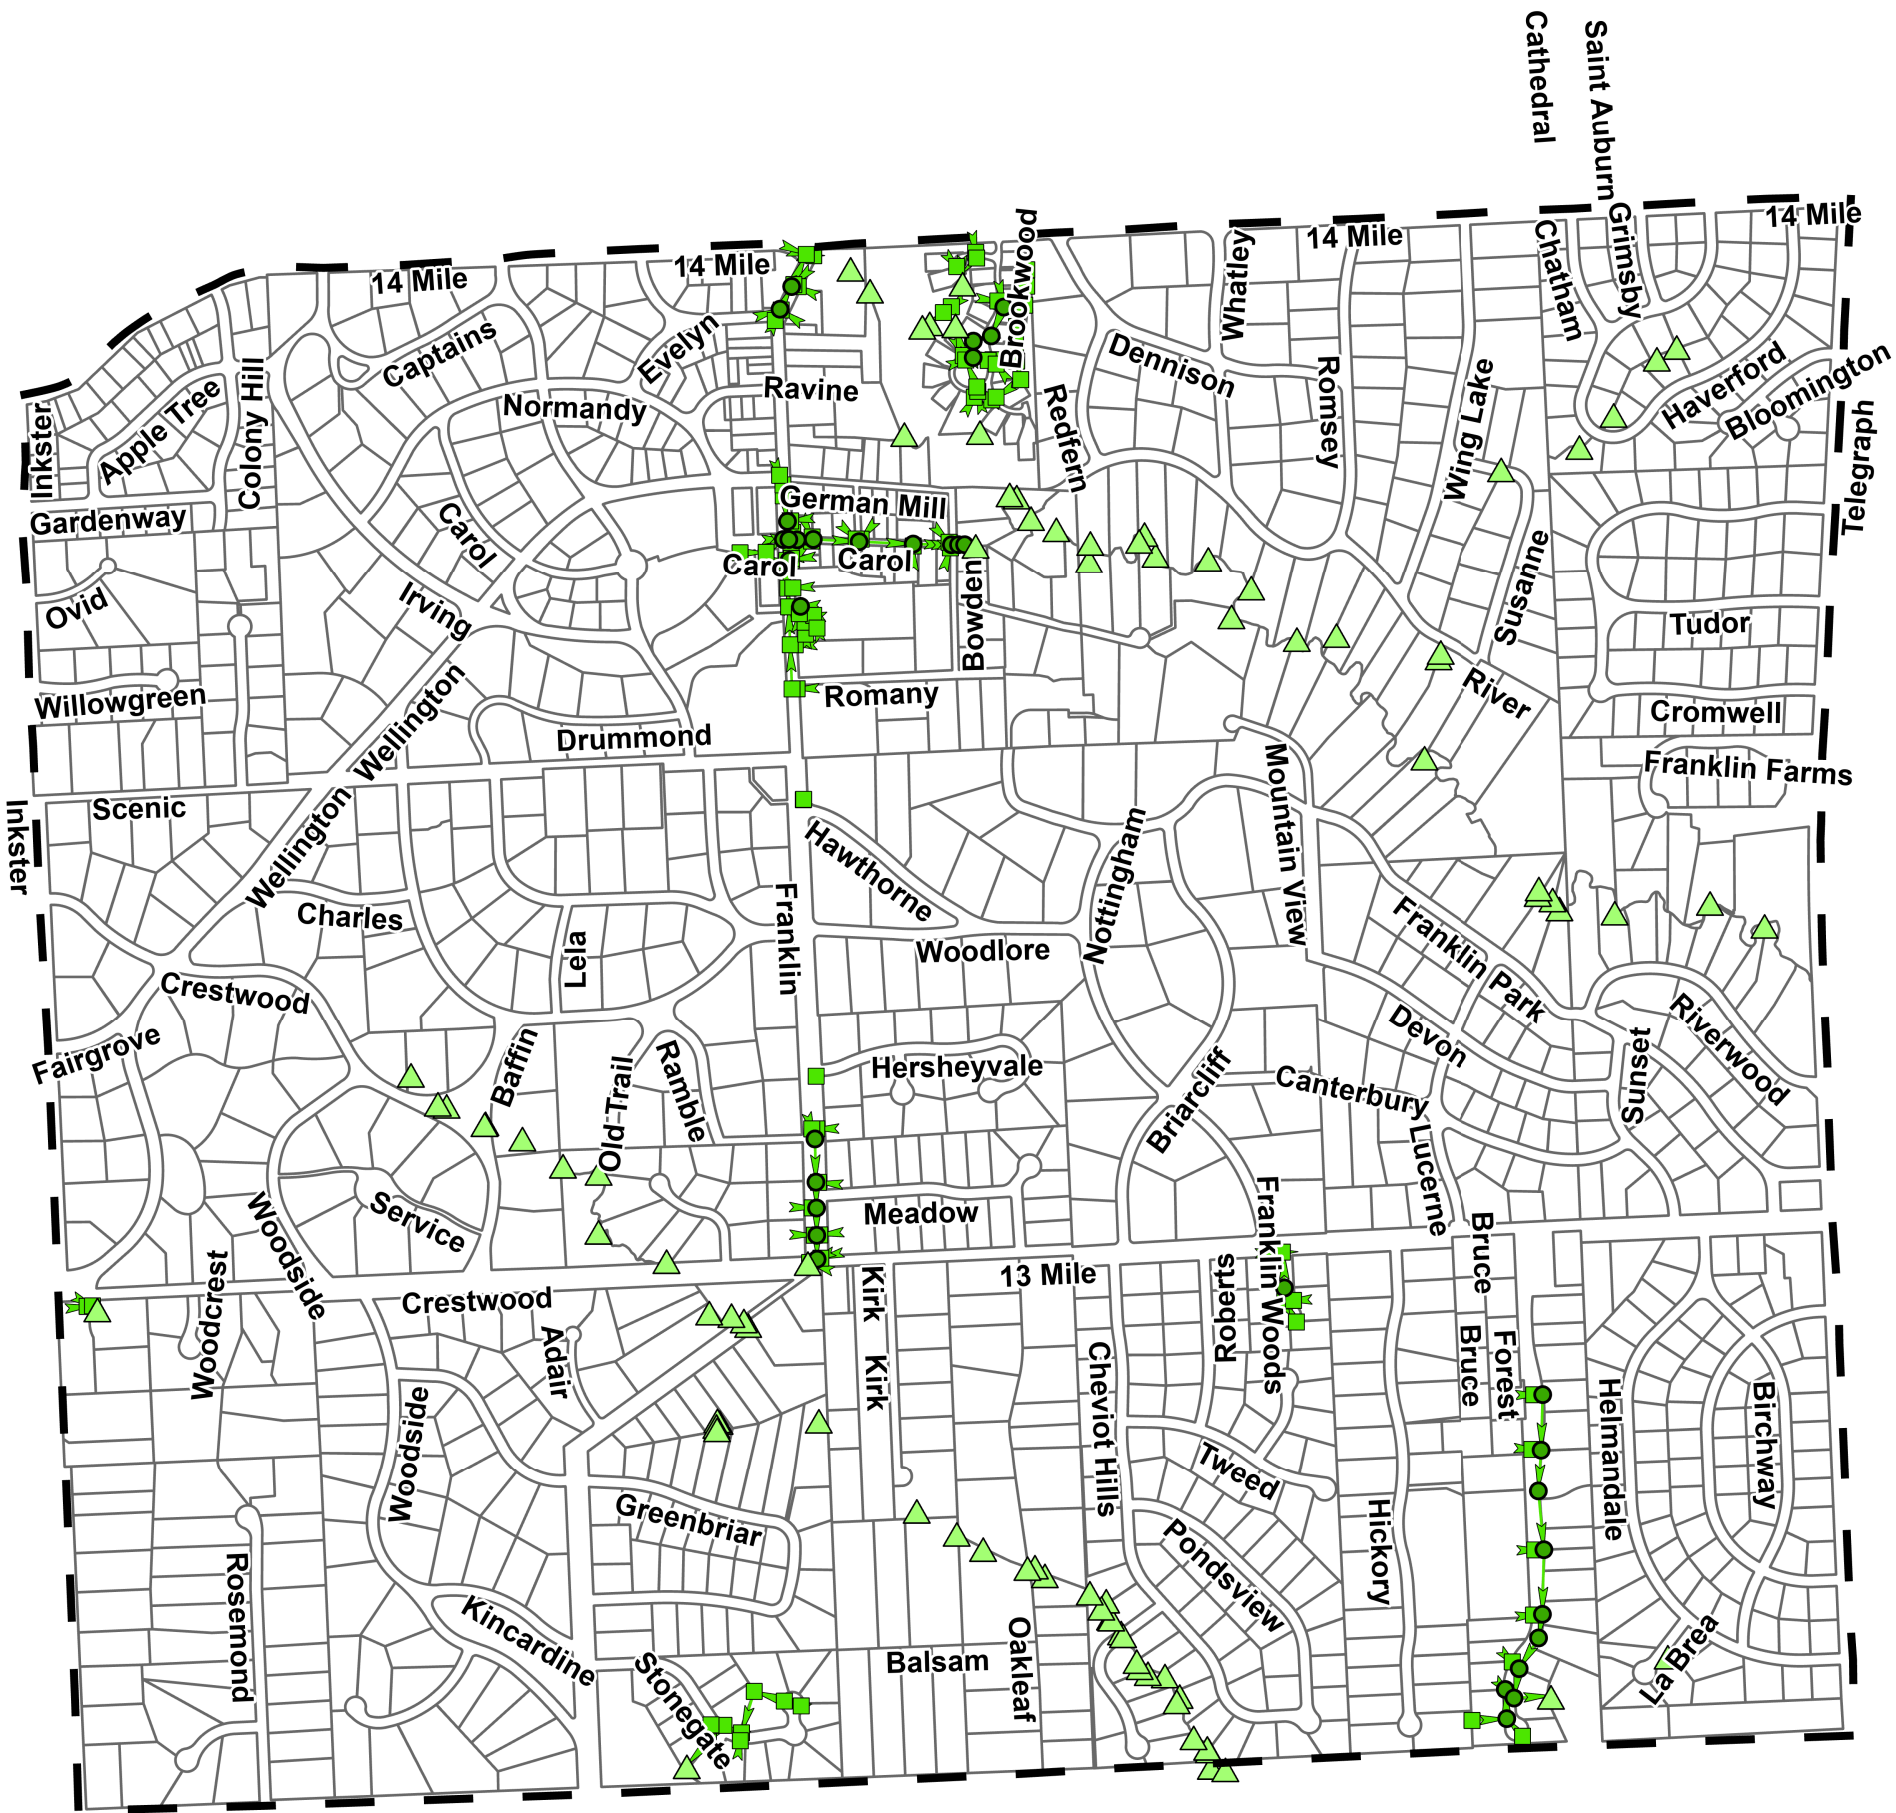 Cathedral
Saint Auburn
14 Mile
14 Mile
14 Mile
14 Mile
Grimsby
Chatham
Brookwood
Whatley
Captains
Evelyn
Ravine
Normandy
Dennison
Romsey
Wing Lake
Haverford
Bloomington
Telegraph
Inkster
Apple Tree
Colony Hill
Redfern
Gardenway
German Mill
Carol
Carol
Carol
Bowden
Ovid
Irving
Susanne
Tudor
Willowgreen
Wellington
Romany
River
Cromwell
Drummond
Mountain View
Franklin Farms
Scenic
Inkster
Wellington
Hawthorne
Nottingham
Charles
Lela
Franklin
Woodlore
Franklin Park
Crestwood
Fairgrove
Baffin
Old Trail
Ramble
Hersheyvale
Briarcliff
Canterbury
Devon
Sunset
Riverwood
Lucerne
Service
Woodside
Meadow
Franklin Woods
Bruce
Woodcrest
Crestwood
13 Mile
Kirk
Roberts
Adair
Kirk
Cheviot Hills
Bruce
Forest
Helmandale
Birchway
Woodside
Tweed
Greenbriar
Hickory
Pondsview
Rosemond
Kincardine
Stonegate
Balsam
Oakleaf
La Brea